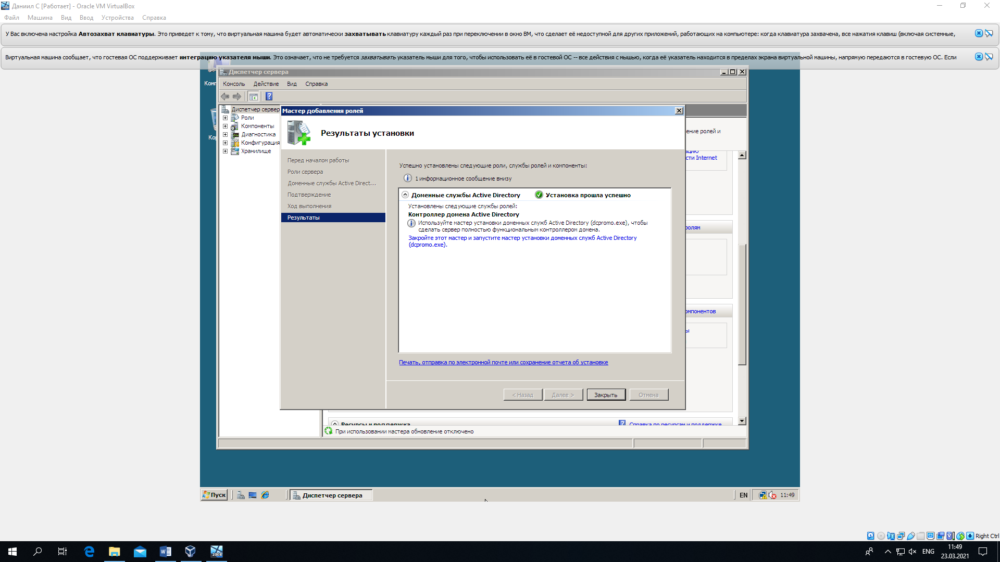 Даниил С [Работает] - Oracle VM VirtualBox
Файл Машина Вид Ввод Устройства Справка
У Вас включена настройка Автозахват клавиатуры. Это приведет к тому, что виртуальная машина будет автоматически захватывать клавиатуру каждый раз при переключении в окно ВМ, что сделает её недоступной для других приложений, работающих на компьютере: когда клавиатура захвачена, все нажатия клавиш (включая системные,
Виртуальная машина сообщает, что гостевая ОС поддерживает интеграцию указателя мыши. Это означает, что не требуется захватывать указатель мыши для того, чтобы использовать её в гостевой ОС -- все действия с мышью, когда её указатель находится в пределах экрана виртуальной машины, напрямую передаются в гостевую ОС. Если
Диспетчер сервера
Консоль Действие Вид Справка
Диспетчер сервер
Роли
Компоненты
Диагностика
Конфигурация
Хранилище
Мастер добавления ролей
Результаты установки
Перед началом работы
Роли сервера
Доменные службы Active Direct...
Подтверждение
Ход выполнения
Результаты
Успешно установлены следующие роли, службы ролей и компоненты:
1 информационное сообщение внизу
Доменные службы Active Directory Установка прошла успешно
Установлены следующие службы ролей:
Контроллер домена Active Directory
Используйте мастер установки доменных служб Active Directory (dcpromo.exe), чтобы
сделать сервер полностью функциональным контроллером домена.
Закройте этот мастер и запустите мастер установки доменных служб Active Directory
(dcpromo.exe).
Печать, отправка по электронной почте или сохранение отчета об установке
< Назад Далее > Закрыть Отмена
ение ролей и
сти Internet
ролям
омпонентов
ы
Ресурсы и поддержка Справка по ресурсам и поддержке
При использовании мастера обновление отключено
Пуск Диспетчер сервера EN 11:49
Right Ctrl
2008
ENG 11:49
23.03.2021